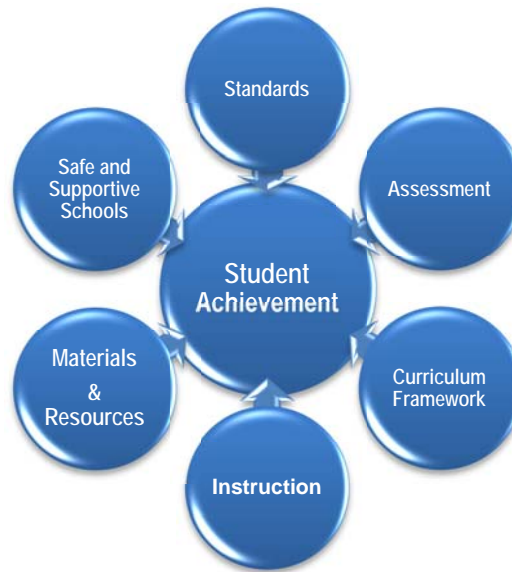 Standards
Assessment
Curriculum
Framework
Instruction
Materials
&
Resources
Safe and
Supportive
Schools
Student
Achievement